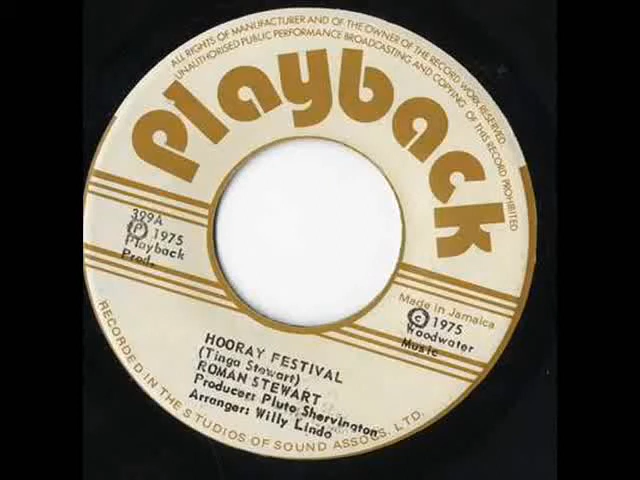 ALL RIGHTS OF MANUFACTURER AND OF THE OWNER OF THE RECORD WORK RESERVED
UNAUTHORISED PUBLIC PERFORMANCE BROADCASTING AND COPYING OF THIS RECORD PROHIBITED
Playback
329A
Ⓟ 1975
Playback
Prod.
Made in Jamaica
© 1975
Woodwater
Music
HOORAY FESTIVAL
(Tinga Stewart)
ROMAN STEWART
Producer: Pluto Shervington
Arranger: Willy Lindo
RECORDED IN THE STUDIOS OF SOUND ASSOCS. LTD.